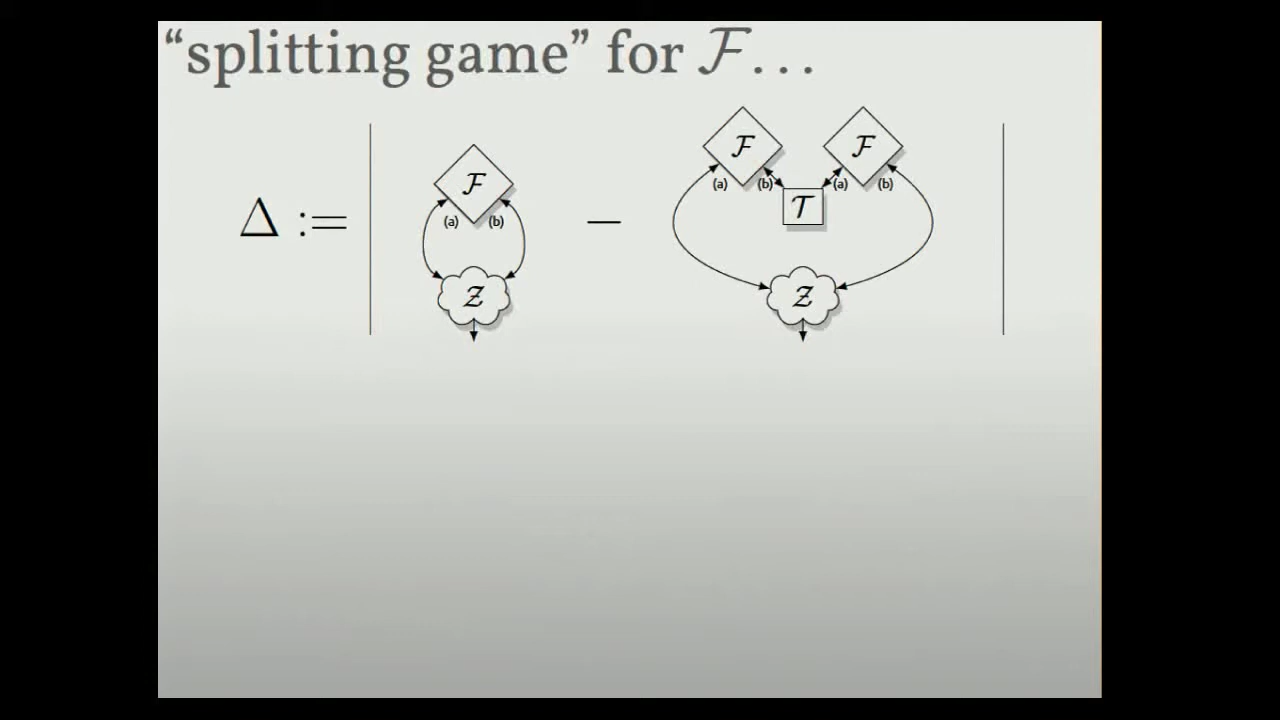 “splitting game” for ℱ…
Δ :=
ℱ
(a) (b)
𝒵
−
ℱ ℱ
(a) (b) (a) (b)
𝒯
𝒵